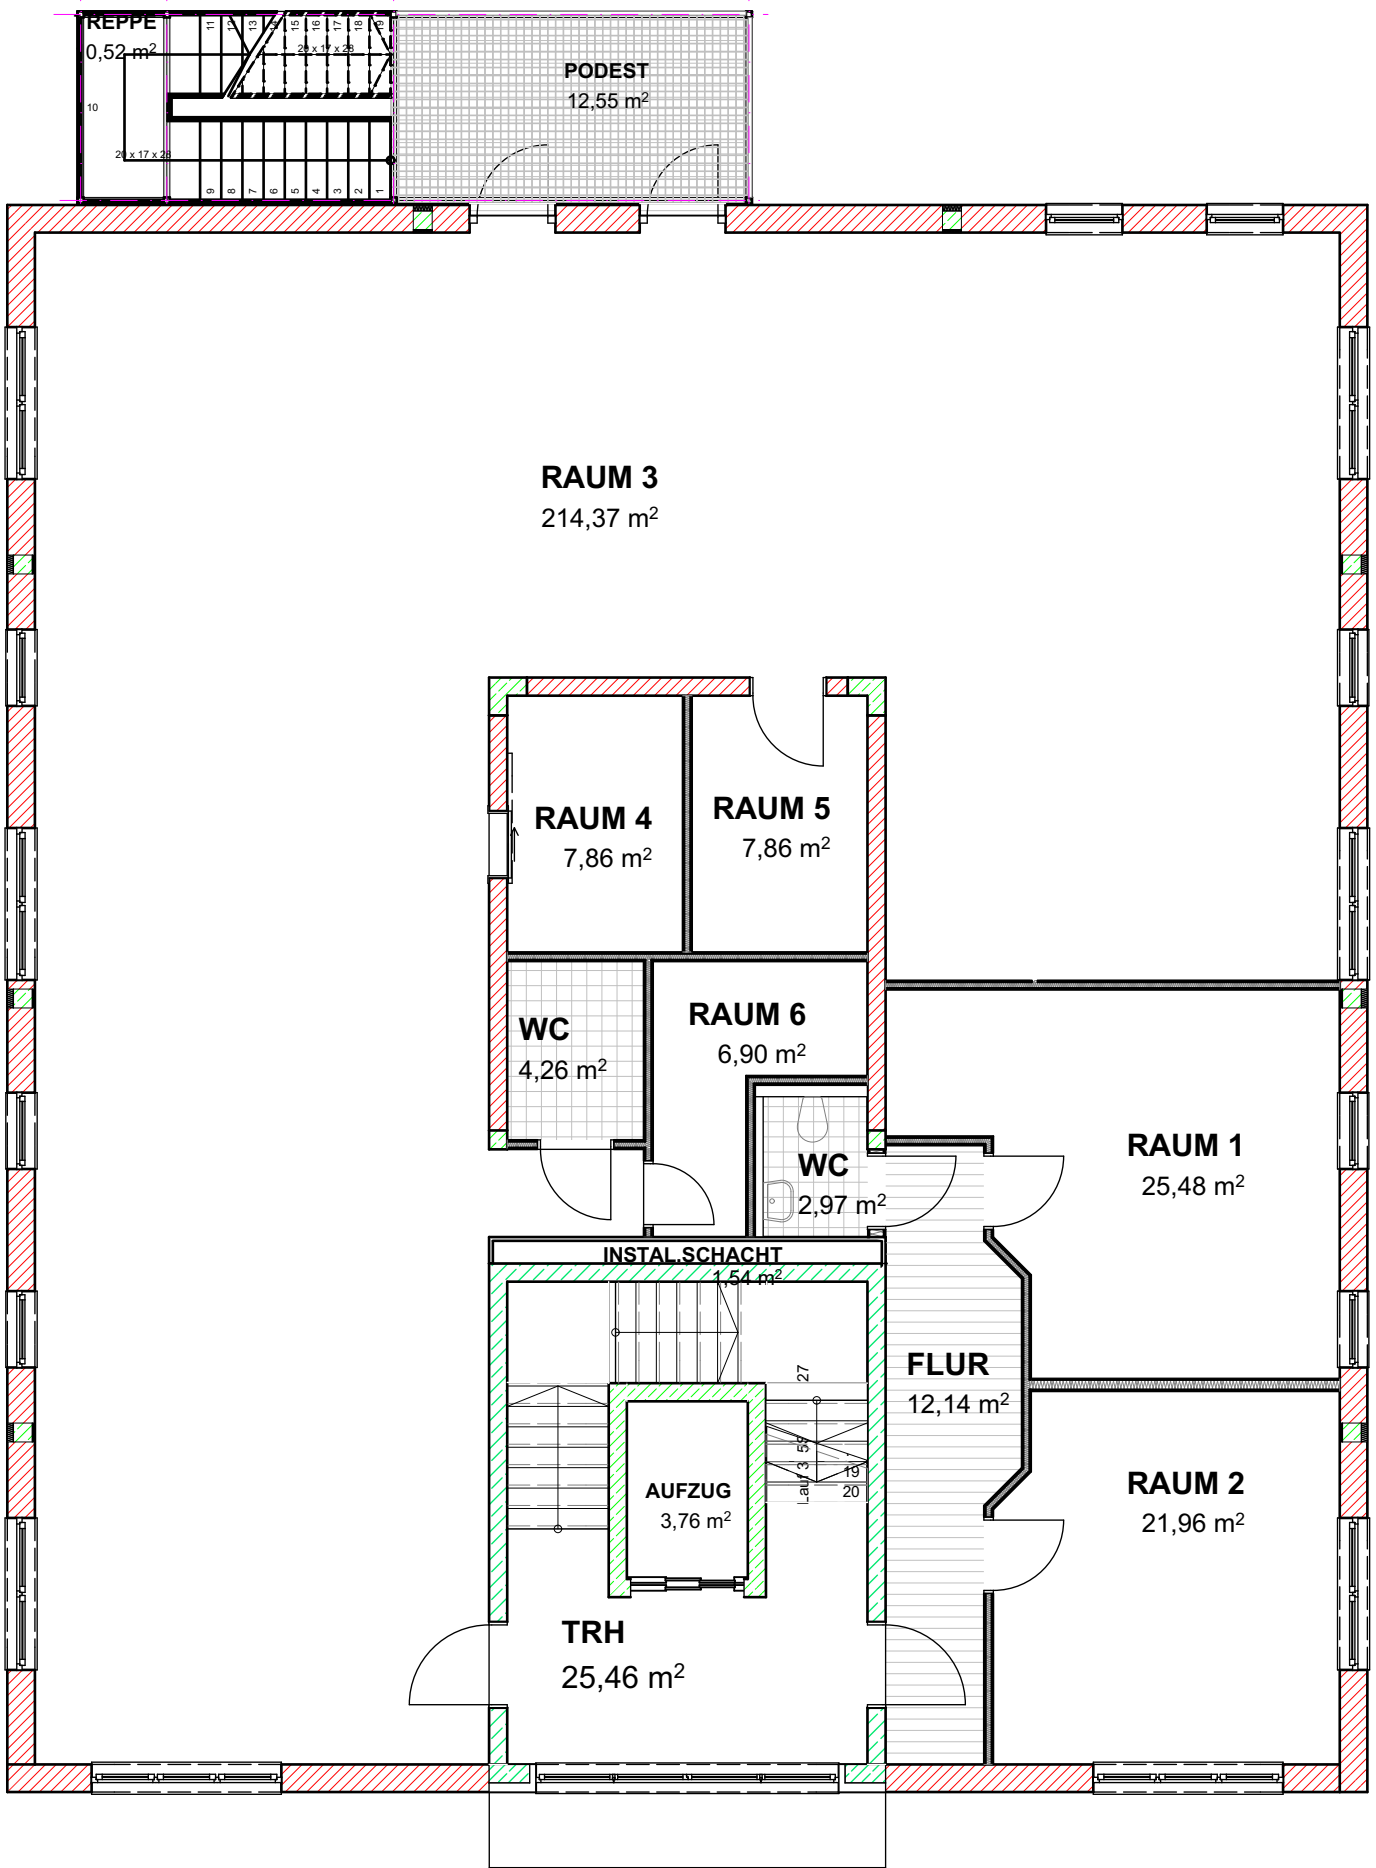 REPPE
0,52 m²
11
12
13
14
15
16
17
18
19
20 x 17 x 28
10
20 x 17 x 28
9
8
7
6
5
4
3
2
1
PODEST
12,55 m²
RAUM 3
214,37 m²
RAUM 4
7,86 m²
RAUM 5
7,86 m²
WC
4,26 m²
RAUM 6
6,90 m²
WC
2,97 m²
RAUM 1
25,48 m²
INSTAL.SCHACHT
1,54 m²
FLUR
12,14 m²
27
59
Lauf 3
19
20
AUFZUG
3,76 m²
RAUM 2
21,96 m²
TRH
25,46 m²